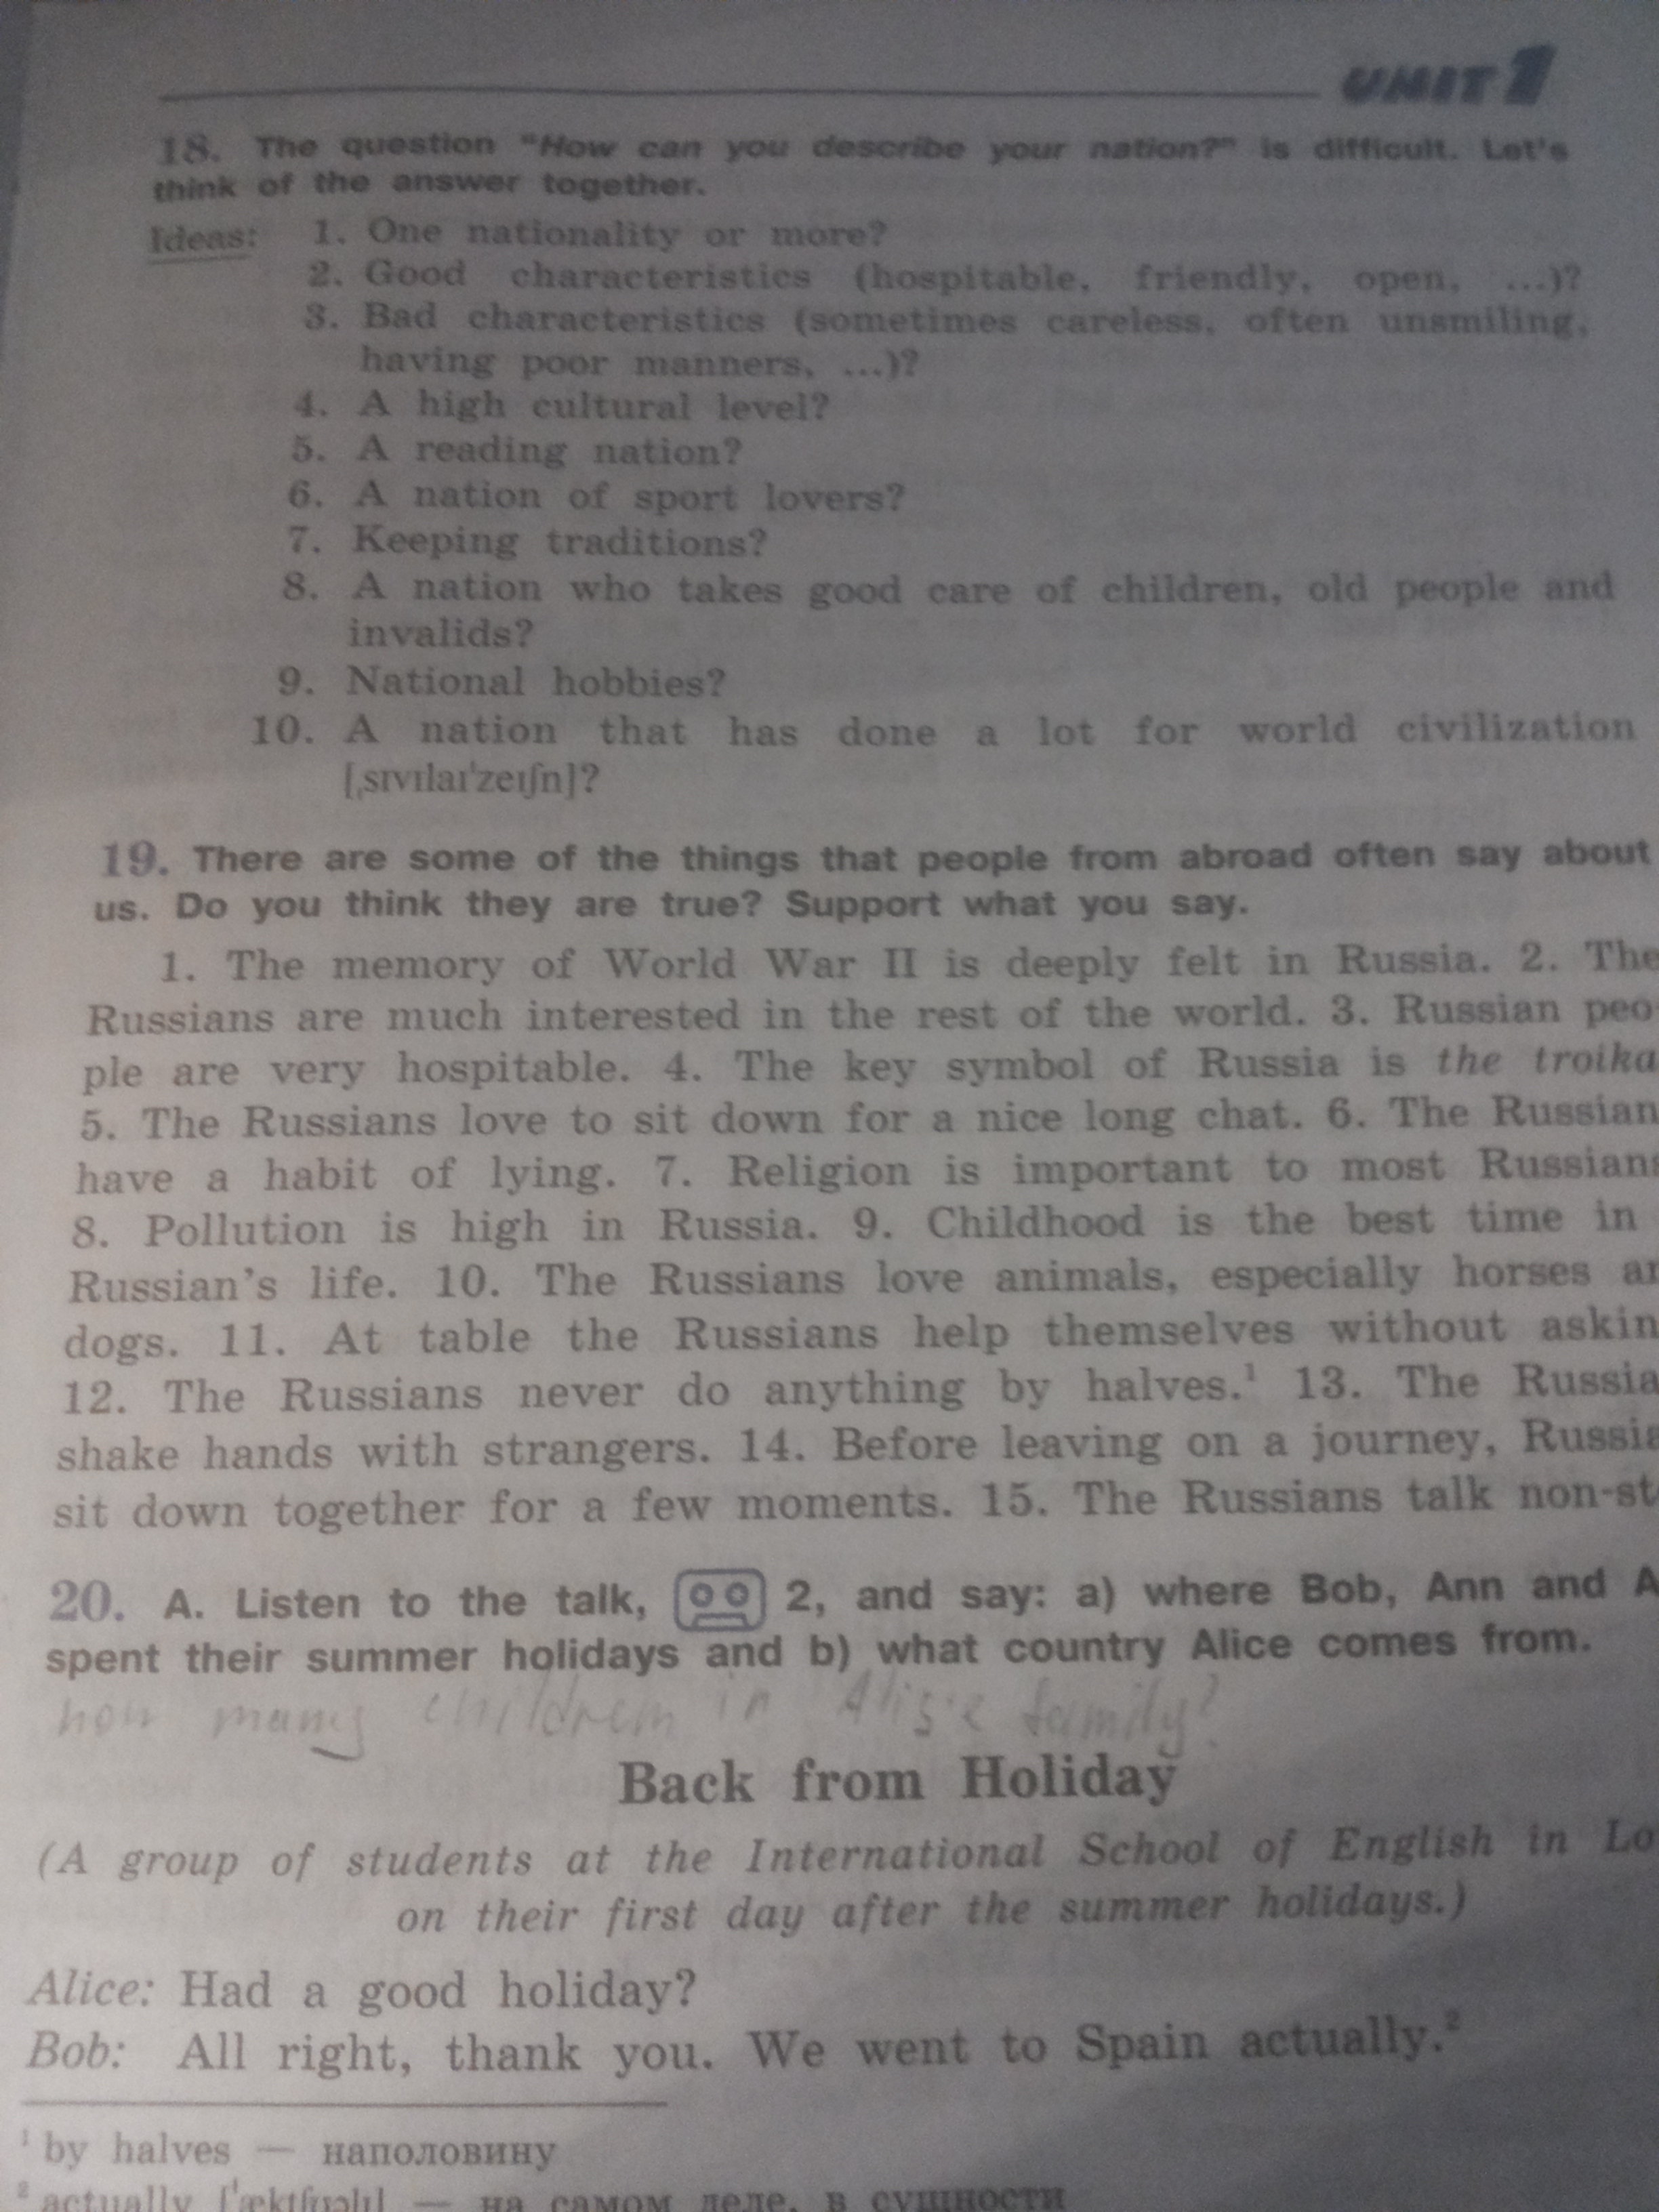 UNIT 1
18. The question "How can you describe your nation?" is difficult. Let's
think of the answer together.
Ideas: 1. One nationality or more?
2. Good characteristics (hospitable, friendly, open, ...)?
3. Bad characteristics (sometimes careless, often unsmiling,
having poor manners, ...)?
4. A high cultural level?
5. A reading nation?
6. A nation of sport lovers?
7. Keeping traditions?
8. A nation who takes good care of children, old people and
invalids?
9. National hobbies?
10. A nation that has done a lot for world civilization
[ˌsɪvɪlaɪˈzeɪʃn]?
19. There are some of the things that people from abroad often say about
us. Do you think they are true? Support what you say.
1. The memory of World War II is deeply felt in Russia. 2. The
Russians are much interested in the rest of the world. 3. Russian peo-
ple are very hospitable. 4. The key symbol of Russia is the troika
5. The Russians love to sit down for a nice long chat. 6. The Russian
have a habit of lying. 7. Religion is important to most Russians
8. Pollution is high in Russia. 9. Childhood is the best time in
Russian's life. 10. The Russians love animals, especially horses an
dogs. 11. At table the Russians help themselves without askin
12. The Russians never do anything by halves.¹ 13. The Russia
shake hands with strangers. 14. Before leaving on a journey, Russia
sit down together for a few moments. 15. The Russians talk non-st
20. A. Listen to the talk, 2, and say: a) where Bob, Ann and A
spent their summer holidays and b) what country Alice comes from.
how many children in family?
Back from Holiday
(A group of students at the International School of English in Lo
on their first day after the summer holidays.)
Alice: Had a good holiday?
Bob: All right, thank you. We went to Spain actually.²
¹ by halves — наполовину
² actually [ˈæktʃʊəlɪ] — на самом деле, в сущности